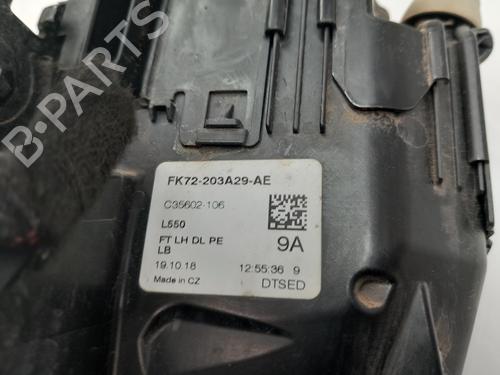 B-PARTS
FK72-203A29-AE
C35602-106
L550
FT LH DL PE
LB
9A
19.10.18 12:55:36 9
Made in CZ DTSED